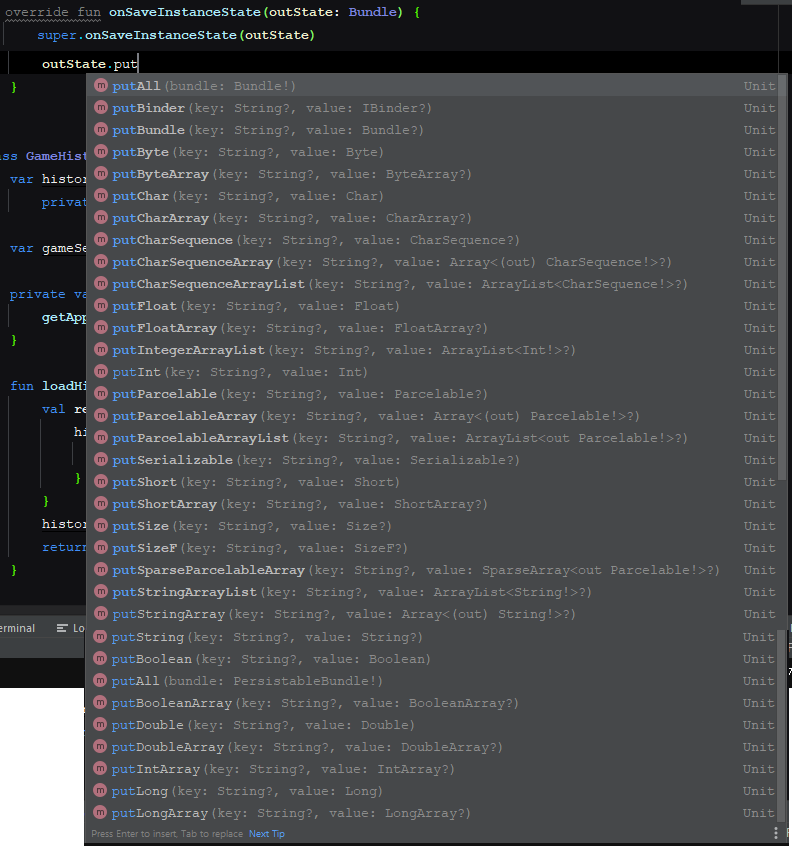 override fun onSaveInstanceState(outState: Bundle) {
super.onSaveInstanceState(outState)
outState.put
}
putAll(bundle: Bundle!) Unit
putBinder(key: String?, value: IBinder?) Unit
putBundle(key: String?, value: Bundle?) Unit
putByte(key: String?, value: Byte) Unit
ss GameHist
putByteArray(key: String?, value: ByteArray?) Unit
var histor
putChar(key: String?, value: Char) Unit
privat
putCharArray(key: String?, value: CharArray?) Unit
putCharSequence(key: String?, value: CharSequence?) Unit
var gameSe
putCharSequenceArray(key: String?, value: Array<(out) CharSequence!>?) Unit
putCharSequenceArrayList(key: String?, value: ArrayList<CharSequence!>?) Unit
private va
putFloat(key: String?, value: Float) Unit
getApp
putFloatArray(key: String?, value: FloatArray?) Unit
}
putIntegerArrayList(key: String?, value: ArrayList<Int!>?) Unit
putInt(key: String?, value: Int) Unit
fun loadHi
putParcelable(key: String?, value: Parcelable?) Unit
val re
putParcelableArray(key: String?, value: Array<(out) Parcelable!>?) Unit
hi
putParcelableArrayList(key: String?, value: ArrayList<out Parcelable!>?) Unit
putSerializable(key: String?, value: Serializable?) Unit
}
putShort(key: String?, value: Short) Unit
}
putShortArray(key: String?, value: ShortArray?) Unit
histor
putSize(key: String?, value: Size?) Unit
return
putSizeF(key: String?, value: SizeF?) Unit
}
putSparseParcelableArray(key: String?, value: SparseArray<out Parcelable!>?) Unit
putStringArrayList(key: String?, value: ArrayList<String!>?) Unit
putStringArray(key: String?, value: Array<(out) String!>?) Unit
erminal Lo
putString(key: String?, value: String?) Unit
putBoolean(key: String?, value: Boolean) Unit
putAll(bundle: PersistableBundle!) Unit
putBooleanArray(key: String?, value: BooleanArray?) Unit
putDouble(key: String?, value: Double) Unit
putDoubleArray(key: String?, value: DoubleArray?) Unit
putIntArray(key: String?, value: IntArray?) Unit
putLong(key: String?, value: Long) Unit
putLongArray(key: String?, value: LongArray?) Unit
Press Enter to insert, Tab to replace Next Tip